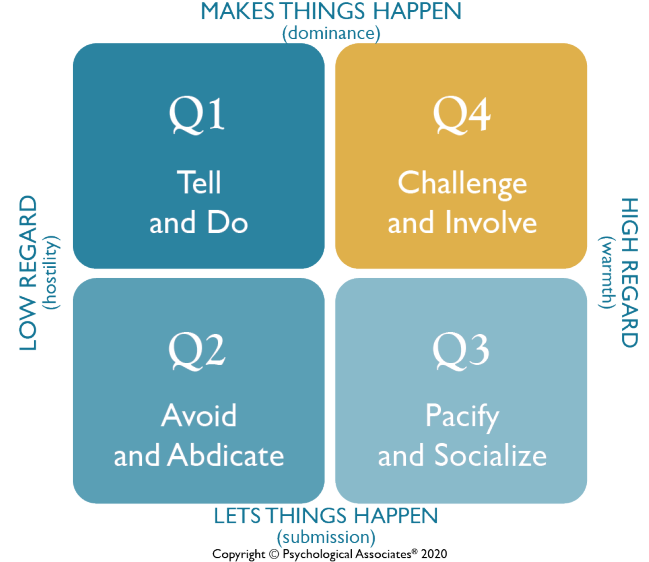 MAKES THINGS HAPPEN
(dominance)
Q1
Tell
and Do
Q4
Challenge
and Involve
LOW REGARD
(hostility)
HIGH REGARD
(warmth)
Q2
Avoid
and Abdicate
Q3
Pacify
and Socialize
LETS THINGS HAPPEN
(submission)
Copyright © Psychological Associates® 2020